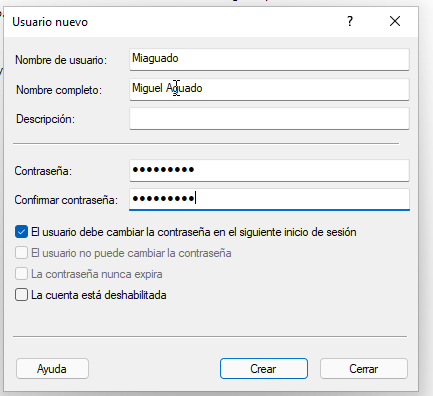 Usuario nuevo ? ×
Nombre de usuario: Miaguado
Nombre completo: Miguel Aguado
Descripción:
Contraseña: •••••••••
Confirmar contraseña: •••••••••
El usuario debe cambiar la contraseña en el siguiente inicio de sesión
El usuario no puede cambiar la contraseña
La contraseña nunca expira
La cuenta está deshabilitada
Ayuda Crear Cerrar